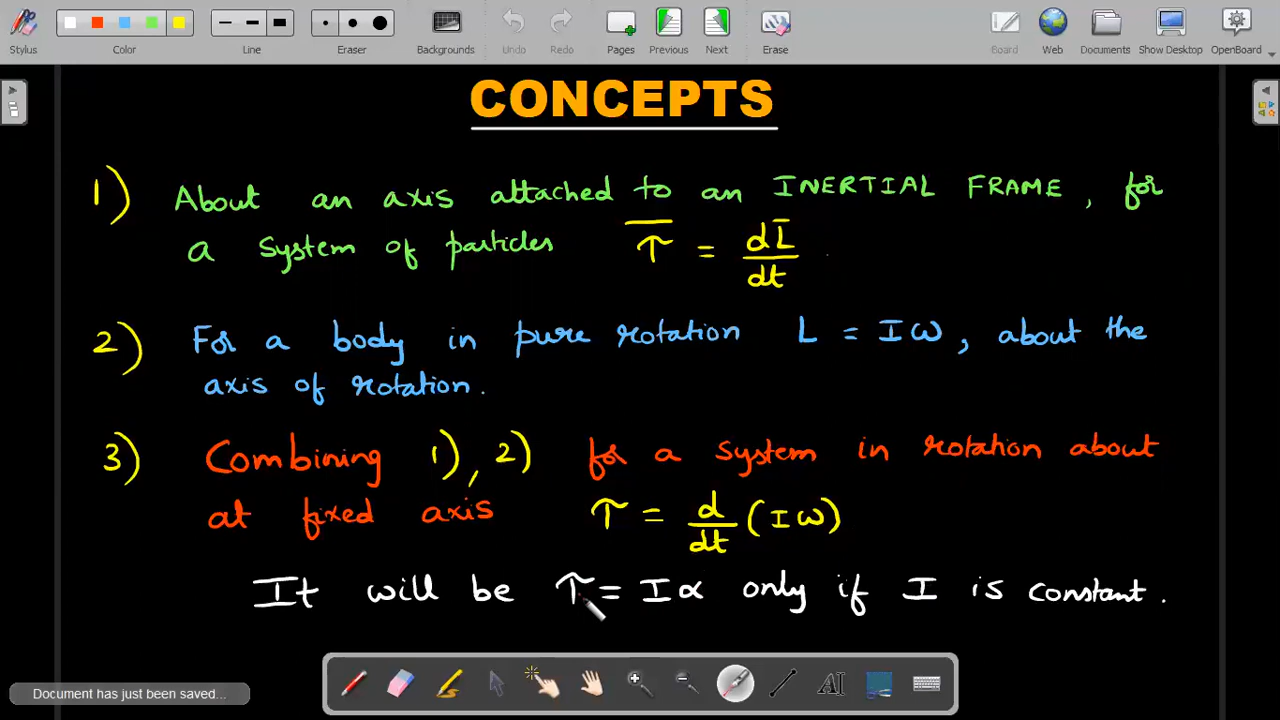 Stylus
Color
Line
Eraser
Backgrounds
Undo
Redo
Pages
Previous
Next
Erase
Board
Web
Documents
Show Desktop
OpenBoard
CONCEPTS
1) About an axis attached to an INERTIAL FRAME, for
a system of particles τ̅ = dL̅/dt
2) For a body in pure rotation L = Iω, about the
axis of rotation.
3) Combining 1), 2) for a system in rotation about
at fixed axis τ = d/dt (Iω)
It will be τ = Iα only if I is constant.
Document has just been saved...